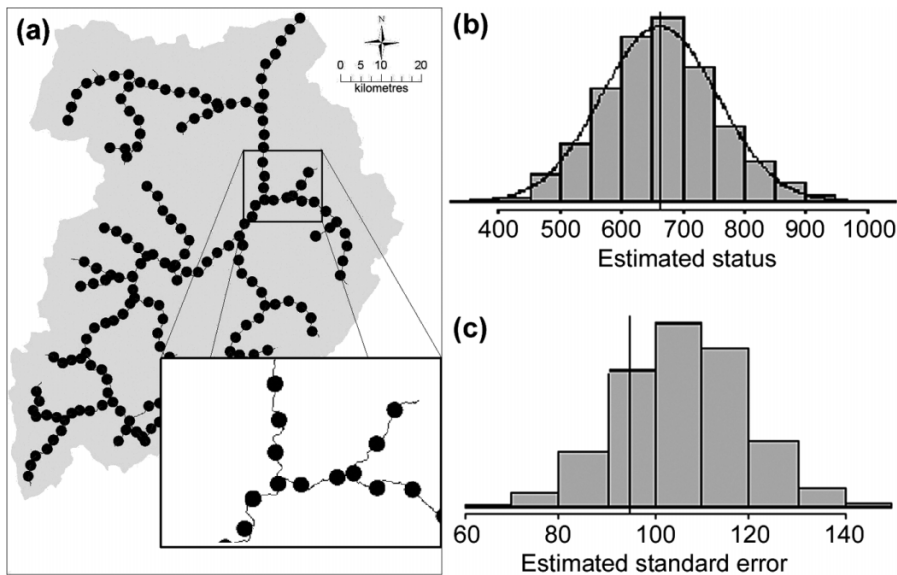 (a)
N
0 5 10 20
kilometres
(b)
400 500 600 700 800 900 1000
Estimated status
(c)
60 80 100 120 140
Estimated standard error